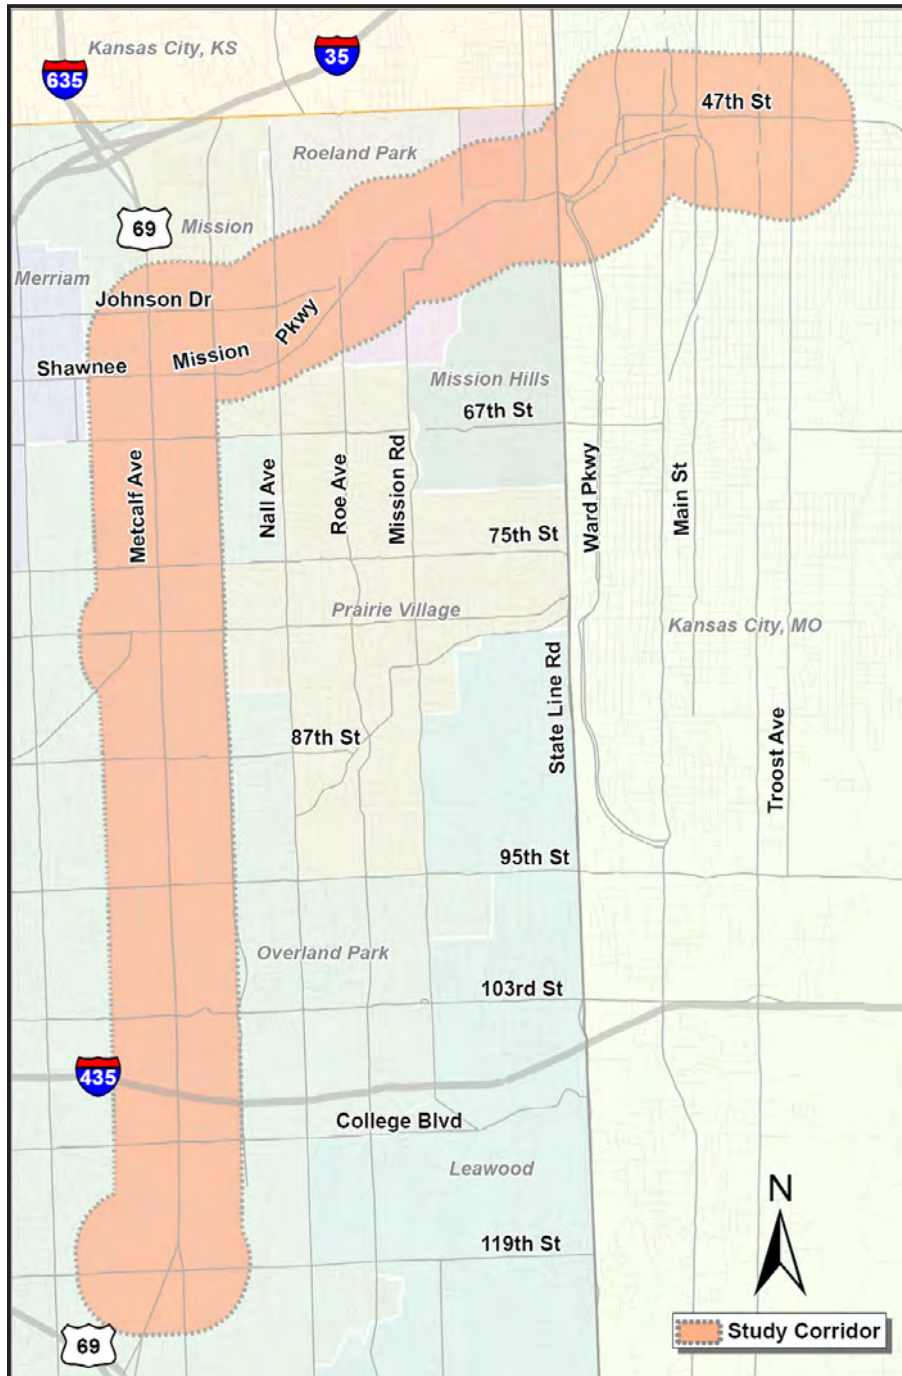 Kansas City, KS
35
635
47th St
Roeland Park
69
Mission
Merriam
Johnson Dr
Shawnee Mission Pkwy
Mission Hills
67th St
Metcalf Ave
Nall Ave
Roe Ave
Mission Rd
Ward Pkwy
Main St
75th St
Prairie Village
Kansas City, MO
State Line Rd
87th St
Troost Ave
95th St
Overland Park
103rd St
435
College Blvd
Leawood
N
119th St
69
Study Corridor